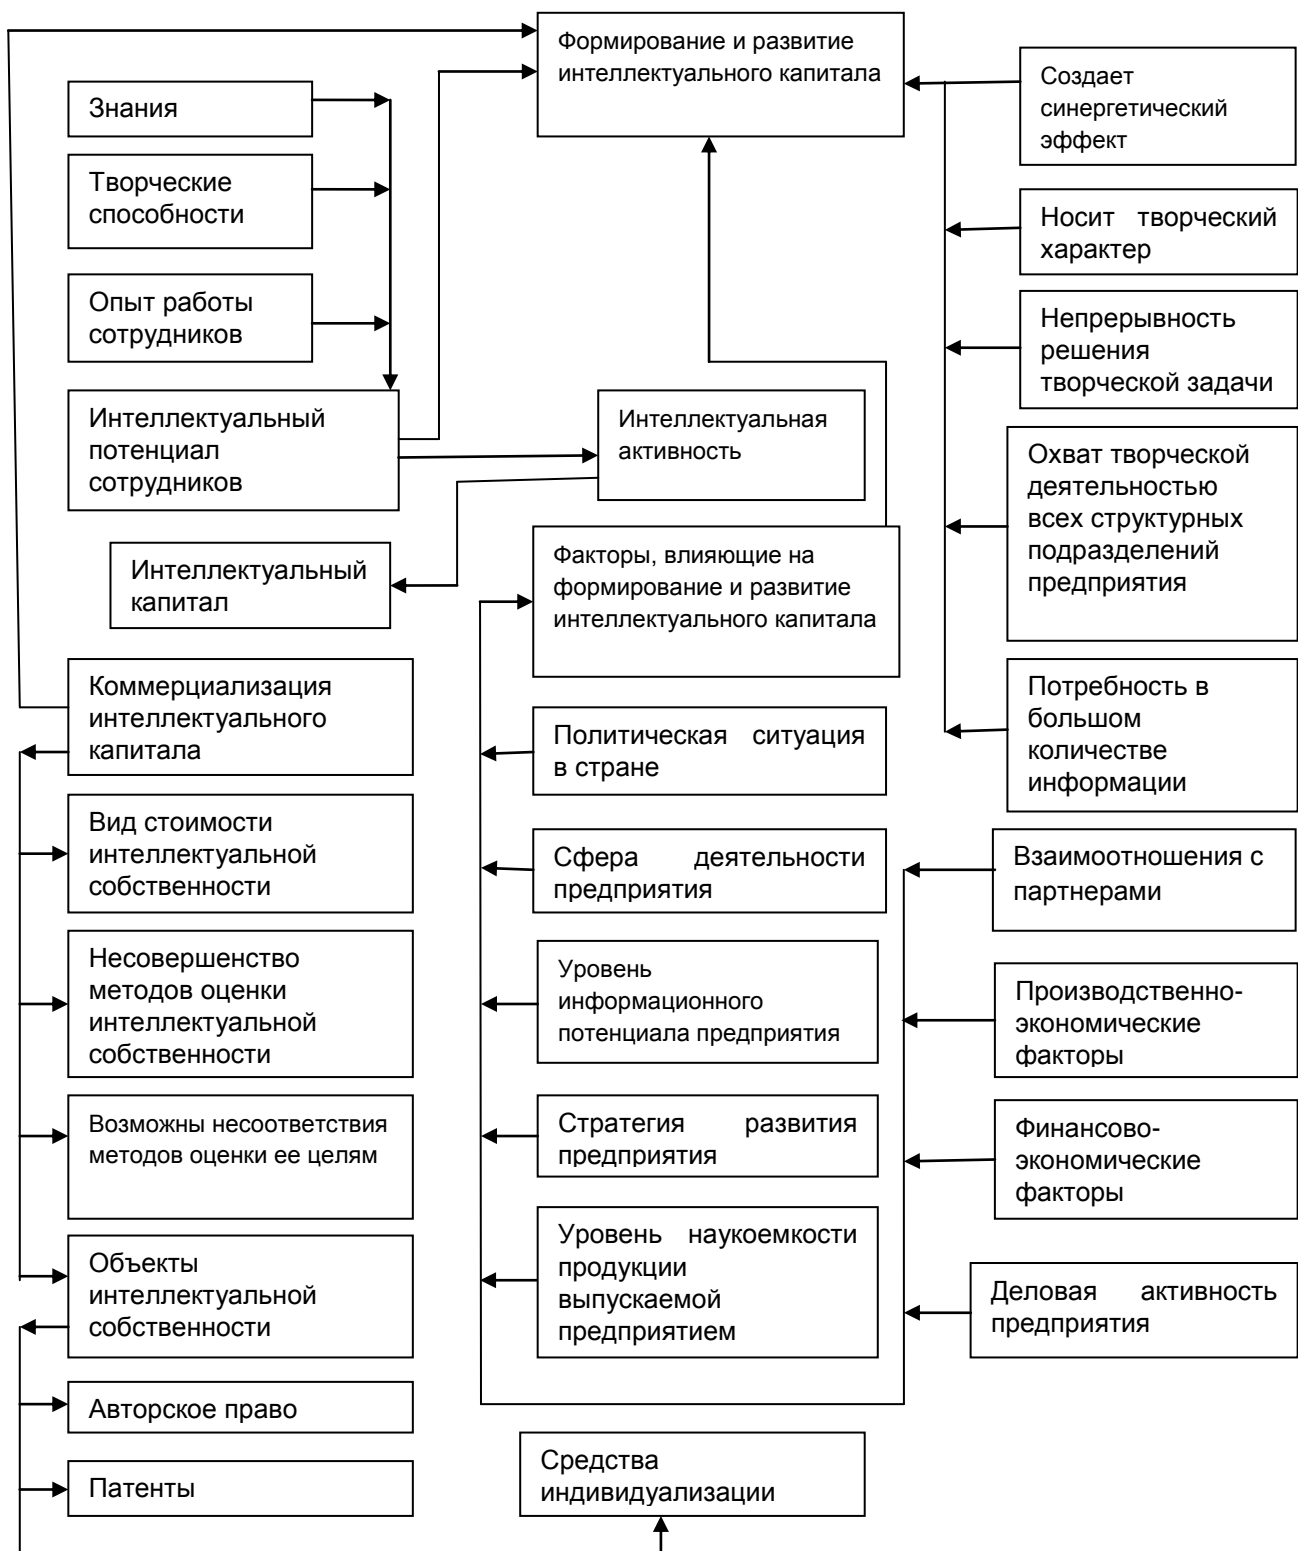 Формирование и развитие
интеллектуального капитала
Создает
синергетический
эффект
Знания
Творческие
способности
Носит творческий
характер
Опыт работы
сотрудников
Непрерывность
решения
творческой задачи
Интеллектуальный
потенциал
сотрудников
Интеллектуальная
активность
Охват творческой
деятельностью
всех структурных
подразделений
предприятия
Интеллектуальный
капитал
Факторы, влияющие на
формирование и развитие
интеллектуального капитала
Коммерциализация
интеллектуального
капитала
Потребность в
большом
количестве
информации
Политическая ситуация
в стране
Вид стоимости
интеллектуальной
собственности
Сфера деятельности
предприятия
Взаимоотношения с
партнерами
Несовершенство
методов оценки
интеллектуальной
собственности
Уровень
информационного
потенциала предприятия
Производственно-
экономические
факторы
Возможны несоответствия
методов оценки ее целям
Стратегия развития
предприятия
Финансово-
экономические
факторы
Объекты
интеллектуальной
собственности
Уровень наукоемкости
продукции
выпускаемой
предприятием
Деловая активность
предприятия
Авторское право
Патенты
Средства
индивидуализации